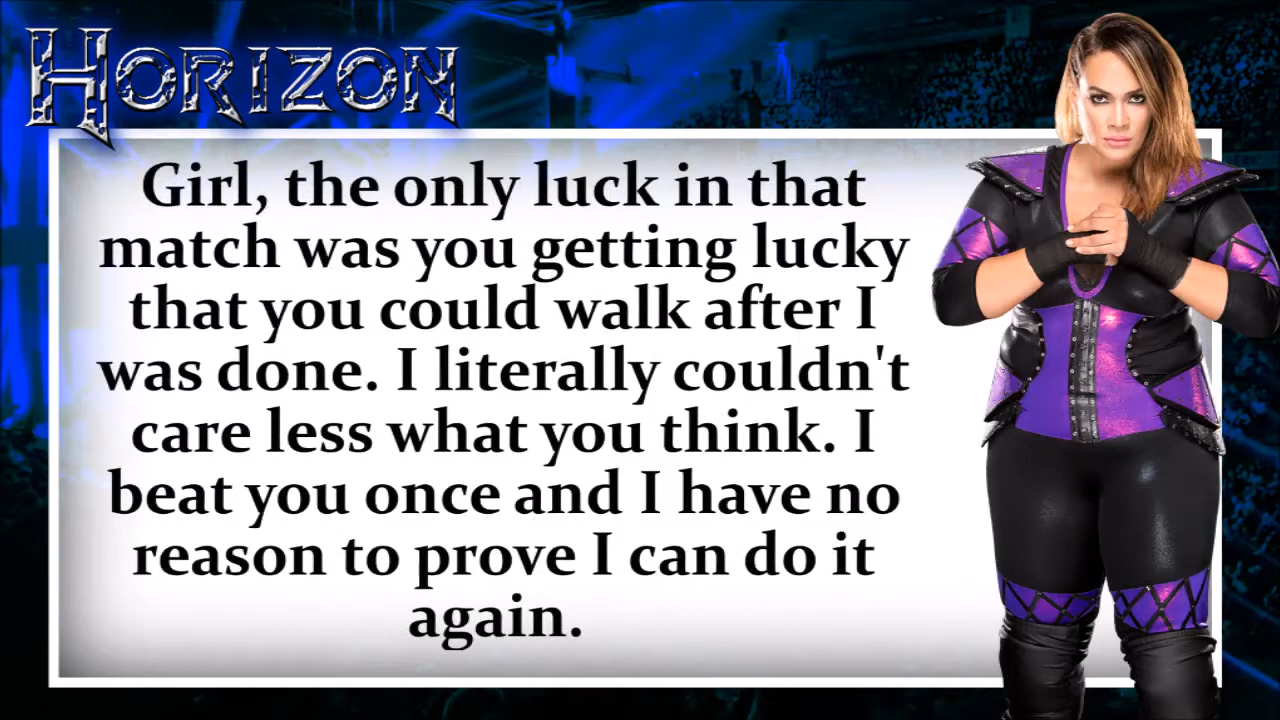 HORIZON
Girl, the only luck in that
match was you getting lucky
that you could walk after I
was done. I literally couldn't
care less what you think. I
beat you once and I have no
reason to prove I can do it
again.